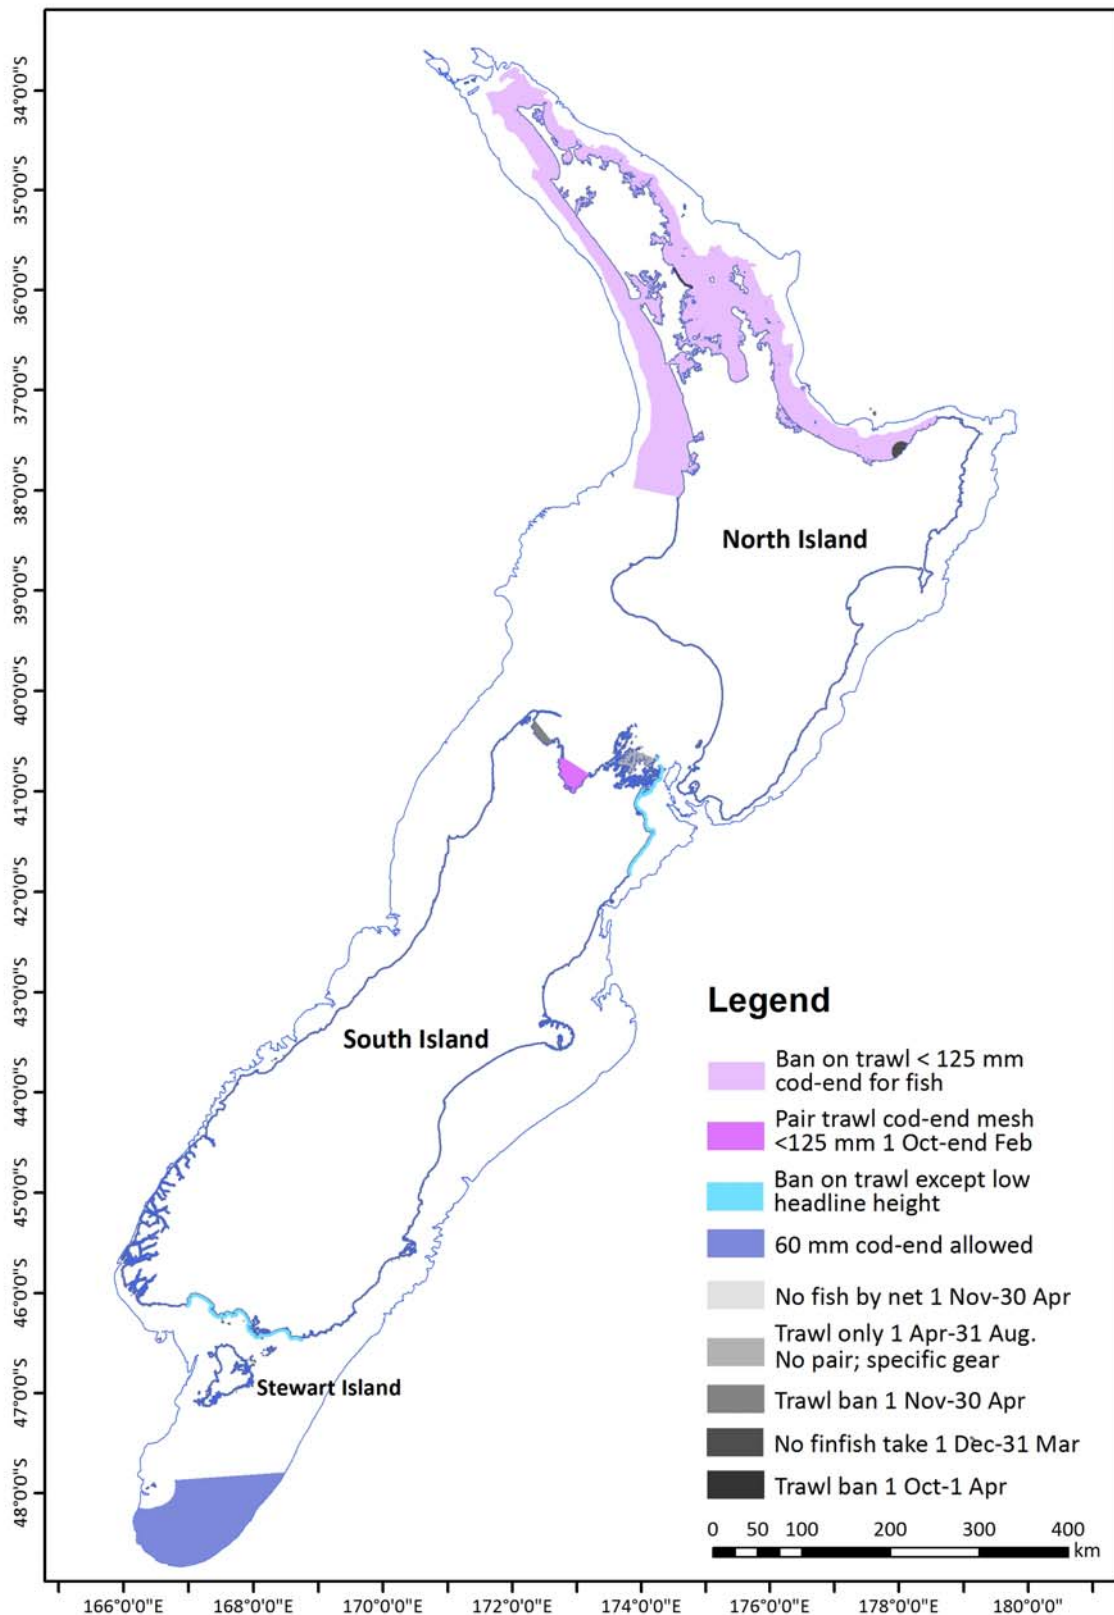 34°0'0"S
35°0'0"S
36°0'0"S
37°0'0"S
38°0'0"S
39°0'0"S
40°0'0"S
41°0'0"S
42°0'0"S
43°0'0"S
44°0'0"S
45°0'0"S
46°0'0"S
47°0'0"S
48°0'0"S
North Island
South Island
Stewart Island
Legend
Ban on trawl < 125 mm
cod-end for fish
Pair trawl cod-end mesh
<125 mm 1 Oct-end Feb
Ban on trawl except low
headline height
60 mm cod-end allowed
No fish by net 1 Nov-30 Apr
Trawl only 1 Apr-31 Aug.
No pair; specific gear
Trawl ban 1 Nov-30 Apr
No finfish take 1 Dec-31 Mar
Trawl ban 1 Oct-1 Apr
0 50 100 200 300 400
km
166°0'0"E 168°0'0"E 170°0'0"E 172°0'0"E 174°0'0"E 176°0'0"E 178°0'0"E 180°0'0"